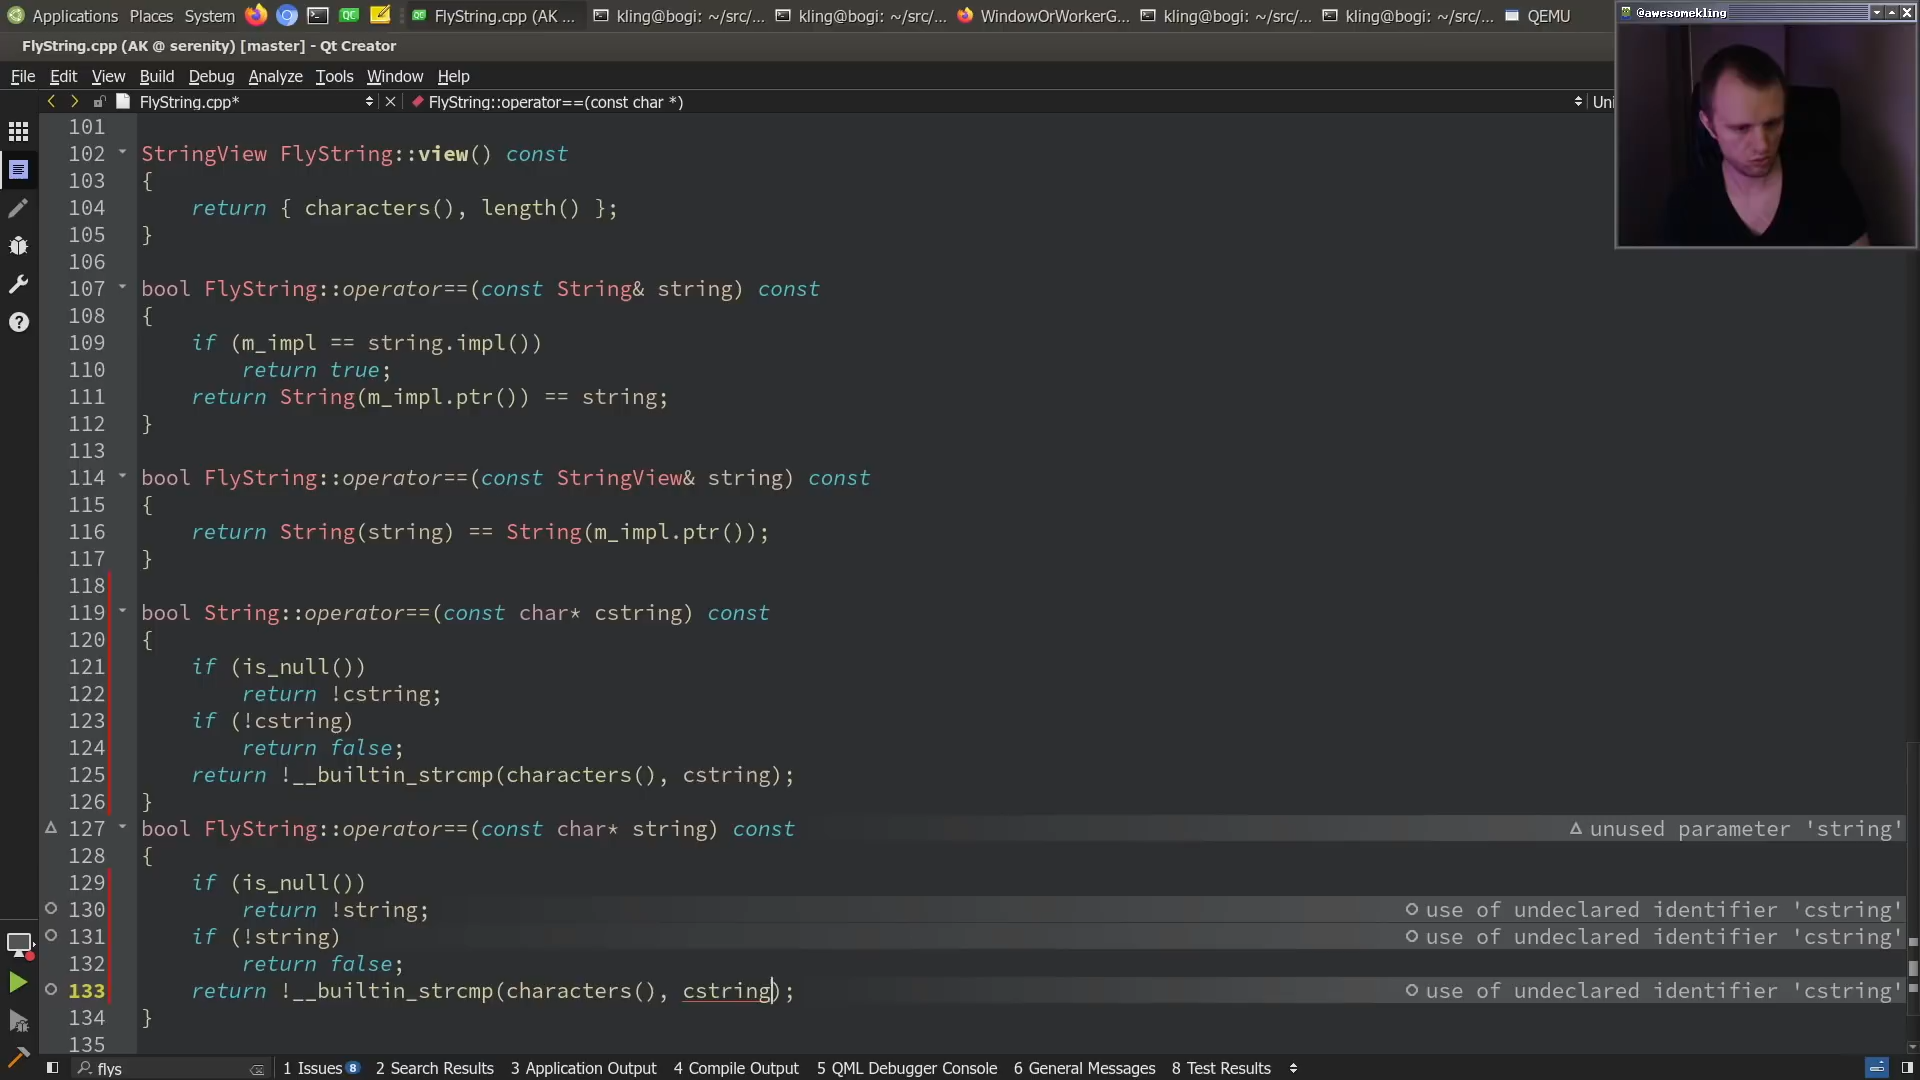 Applications Places System QT FlyString.cpp (AK ... kling@bogi: ~/src/... kling@bogi: ~/src/... WindowOrWorkerG... kling@bogi: ~/src/... kling@bogi: ~/src/... QEMU
@awesomekling
FlyString.cpp (AK @ serenity) [master] - Qt Creator
File Edit View Build Debug Analyze Tools Window Help
FlyString.cpp* FlyString::operator==(const char *) Uni
101
102 StringView FlyString::view() const
103 {
104 return { characters(), length() };
105 }
106
107 bool FlyString::operator==(const String& string) const
108 {
109 if (m_impl == string.impl())
110 return true;
111 return String(m_impl.ptr()) == string;
112 }
113
114 bool FlyString::operator==(const StringView& string) const
115 {
116 return String(string) == String(m_impl.ptr());
117 }
118
119 bool String::operator==(const char* cstring) const
120 {
121 if (is_null())
122 return !cstring;
123 if (!cstring)
124 return false;
125 return !__builtin_strcmp(characters(), cstring);
126 }
127 bool FlyString::operator==(const char* string) const unused parameter 'string'
128 {
129 if (is_null())
130 return !string; use of undeclared identifier 'cstring'
131 if (!string) use of undeclared identifier 'cstring'
132 return false;
133 return !__builtin_strcmp(characters(), cstring); use of undeclared identifier 'cstring'
134 }
135
flys 1 Issues 8 2 Search Results 3 Application Output 4 Compile Output 5 QML Debugger Console 6 General Messages 8 Test Results